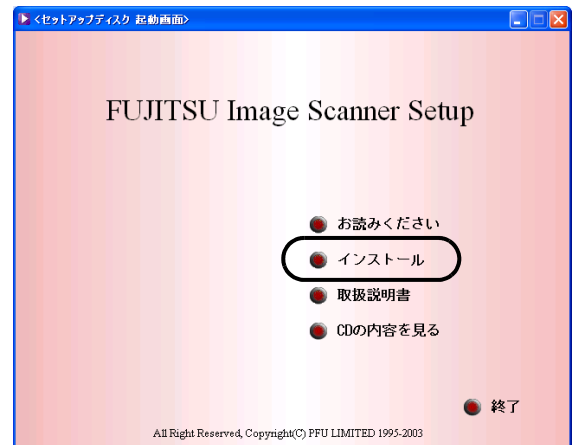 <セットアップディスク 起動画面>
FUJITSU Image Scanner Setup
お読みください
インストール
取扱説明書
CDの内容を見る
終了
All Right Reserved, Copyright(C) PFU LIMITED 1995-2003